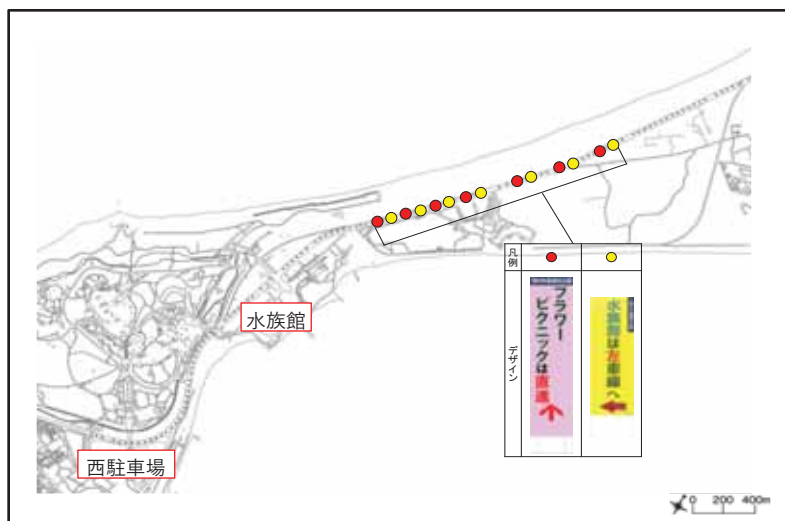 水族館
西駐車場
凡例
デザイン
フラワー
ピクニックは直進
水族館は左車線へ
0 200 400m